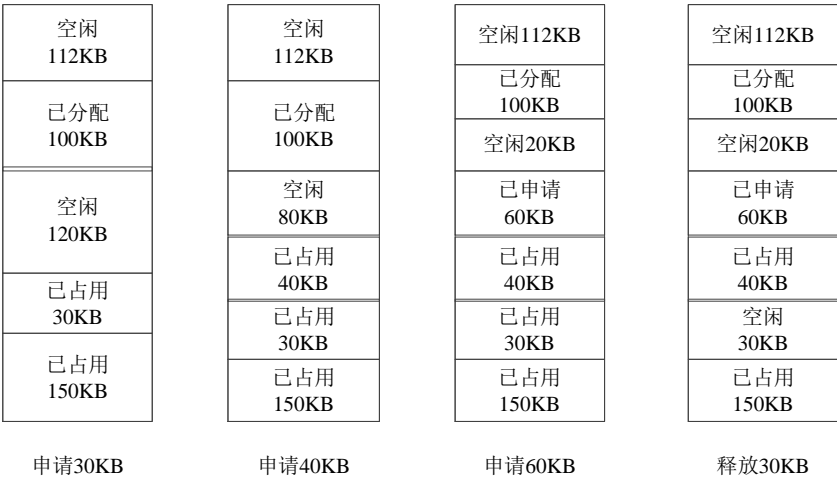 空闲
112KB
已分配
100KB
空闲
120KB
已占用
30KB
已占用
150KB
申请30KB
空闲
112KB
已分配
100KB
空闲
80KB
已占用
40KB
已占用
30KB
已占用
150KB
申请40KB
空闲112KB
已分配
100KB
空闲20KB
已申请
60KB
已占用
40KB
已占用
30KB
已占用
150KB
申请60KB
空闲112KB
已分配
100KB
空闲20KB
已申请
60KB
已占用
40KB
空闲
30KB
已占用
150KB
释放30KB